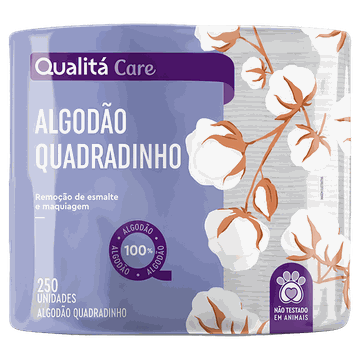 Qualitá Care
ALGODÃO
QUADRADINHO
Remoção de esmalte
e maquiagem
ALGODÃO
ALGODÃO
ALGODÃO
100%
250
UNIDADES
ALGODÃO QUADRADINHO
NÃO TESTADO
EM ANIMAIS